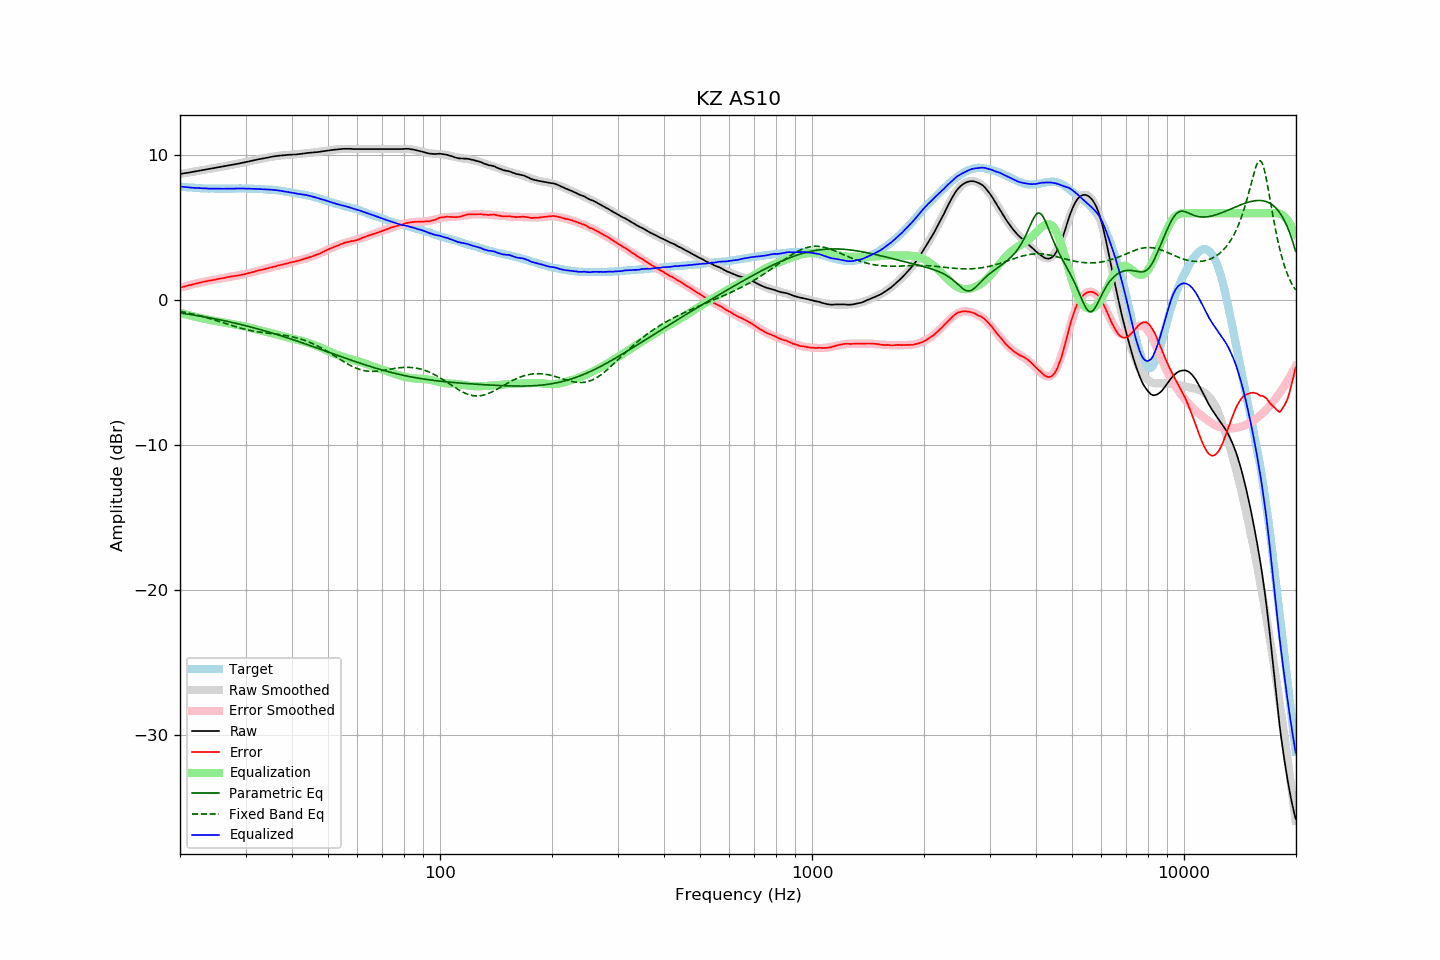 KZ AS10
10
0
−10
−20
−30
Amplitude (dBr)
Target
Raw Smoothed
Error Smoothed
Raw
Error
Equalization
Parametric Eq
Fixed Band Eq
Equalized
100
1000
10000
Frequency (Hz)